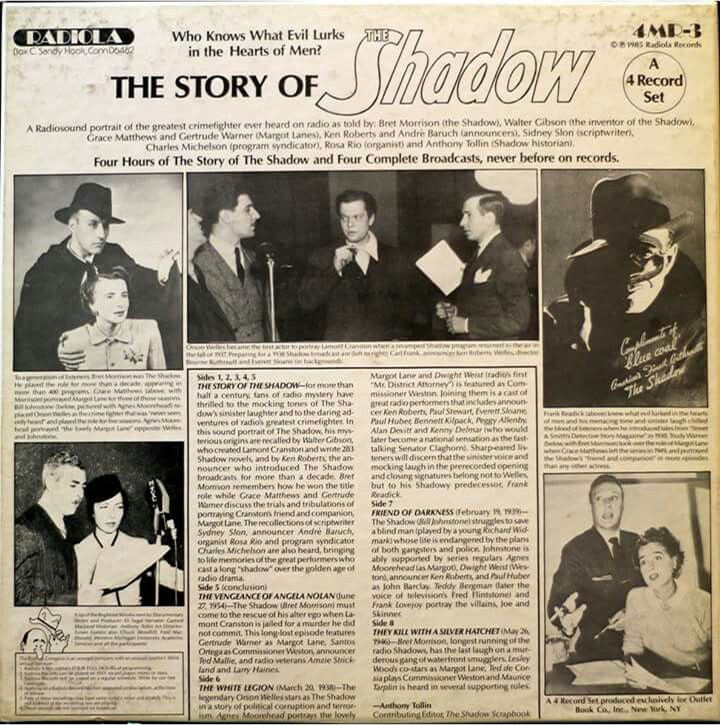 RADIOLA
Box C. Sandy Hook, Conn 06482
Who Knows What Evil Lurks
in the Hearts of Men?
THE STORY OF
THE
Shadow
4MR-3
© ℗ 1985 Radiola Records
A
4 Record
Set
A Radiosound portrait of the greatest crimefighter ever heard on radio as told by: Bret Morrison (the Shadow), Walter Gibson (the inventor of the Shadow),
Grace Matthews and Gertrude Warner (Margot Lanes), Ken Roberts and Andre Baruch (announcers), Sidney Slon (scriptwriter),
Charles Michelson (program syndicator), Rosa Rio (organist) and Anthony Tollin (Shadow historian).
Four Hours of The Story of The Shadow and Four Complete Broadcasts, never before on records.
Compliments of
"Blue coal"
America's Finest Anthracite
The Shadow
Orson Welles became the first actor to portray Lamont Cranston when a revamped Shadow program returned to the air in
the fall of 1937. Preparing for a 1938 Shadow broadcast are (left to right): Carl Frank, announcer Ken Roberts, Welles, director
Bourne Ruthrauff and Everett Sloane (in background).
To a generation of listeners, Bret Morrison was The Shadow.
He played the role for more than a decade, appearing in
more than 400 programs. Grace Matthews (above, with
Morrison) portrayed Margot Lane for three of those seasons.
Bill Johnstone (below, pictured with Agnes Moorehead) re-
placed Orson Welles as the crime fighter that was "never seen,
only heard" and played the role for five seasons. Agnes Moore-
head portrayed "the lovely Margot Lane" opposite Welles
and Johnstone.
Sides 1, 2, 3, 4, 5
THE STORY OF THE SHADOW—for more than
half a century, fans of radio mystery have
thrilled to the mocking tones of The Sha-
dow's sinister laughter and to the daring ad-
ventures of radio's greatest crimefighter. In
this sound portrait of The Shadow, his mys-
terious origins are recalled by Walter Gibson,
who created Lamont Cranston and wrote 283
Shadow novels, and by Ken Roberts, the an-
nouncer who introduced The Shadow
broadcasts for more than a decade. Bret
Morrison remembers how he won the title
role while Grace Matthews and Gertrude
Warner discuss the trials and tribulations of
portraying Cranston's friend and companion,
Margot Lane. The recollections of scriptwriter
Sydney Slon, announcer André Baruch,
organist Rosa Rio and program syndicator
Charles Michelson are also heard, bringing
to life memories of the great performers who
cast a long "shadow" over the golden age of
radio drama.
Side 5 (conclusion)
THE VENGEANCE OF ANGELA NOLAN (June
27, 1954)—The Shadow (Bret Morrison) must
come to the rescue of his alter ego when La-
mont Cranston is jailed for a murder he did
not commit. This long-lost episode features
Gertrude Warner as Margot Lane, Santos
Ortega as Commissioner Weston, announcer
Ted Mallie, and radio veterans Amzie Strick-
land and Larry Haines.
Side 6
THE WHITE LEGION (March 20, 1938)—The
legendary Orson Welles stars as The Shadow
in a story of political corruption and terror-
ism. Agnes Moorehead portrays the lovely
Margot Lane and Dwight Weist (radio's first
"Mr. District Attorney") is featured as Com-
missioner Weston. Joining them is a cast of
great radio performers that includes announ-
cer Ken Roberts, Paul Stewart, Everett Sloane,
Paul Huber, Bennett Kilpack, Peggy Allenby,
Alan Devitt and Kenny Delmar (who would
later become a national sensation as the fast-
talking Senator Claghorn). Sharp-eared lis-
teners will discern that the sinister voice and
mocking laugh in the prerecorded opening
and closing signatures belong not to Welles,
but to his Shadowy predecessor, Frank
Readick.
Side 7
FRIEND OF DARKNESS (February 19, 1939)—
The Shadow (Bill Johnstone) struggles to save
a blind man (played by a young Richard Wid-
mark) whose life is endangered by the plans
of both gangsters and police. Johnstone is
ably supported by series regulars Agnes
Moorehead (as Margot), Dwight Weist (Wes-
ton), announcer Ken Roberts, and Paul Huber
as John Barclay. Teddy Bergman (later the
voice of television's Fred Flintstone) and
Frank Lovejoy portray the villains, Joe and
Skinner.
Side 8
THEY KILL WITH A SILVER HATCHET (May 26,
1946)—Bret Morrison, longest running of the
radio Shadows, has the last laugh on a mur-
derous gang of waterfront smugglers. Lesley
Woods co-stars as Margot Lane, Ted de Cor-
sia plays Commissioner Weston and Maurice
Tarplin is heard in several supporting roles.
—Anthony Tollin
Contributing Editor, The Shadow Scrapbook
Frank Readick (above) knew what evil lurked in the hearts
of men and his menacing tone and sinister laugh chilled
the blood of listeners when he introduced tales from "Street
& Smith's Detective Story Magazine" in 1930. Trudy Warner
(below, with Bret Morrison) took over the role of Margot Lane
when Grace Matthews left the series in 1949, and portrayed
the Shadow's "friend and companion" in more episodes
than any other actress.
A 4 Record Set produced exclusively for Outlet
Book Co., Inc., New York, NY